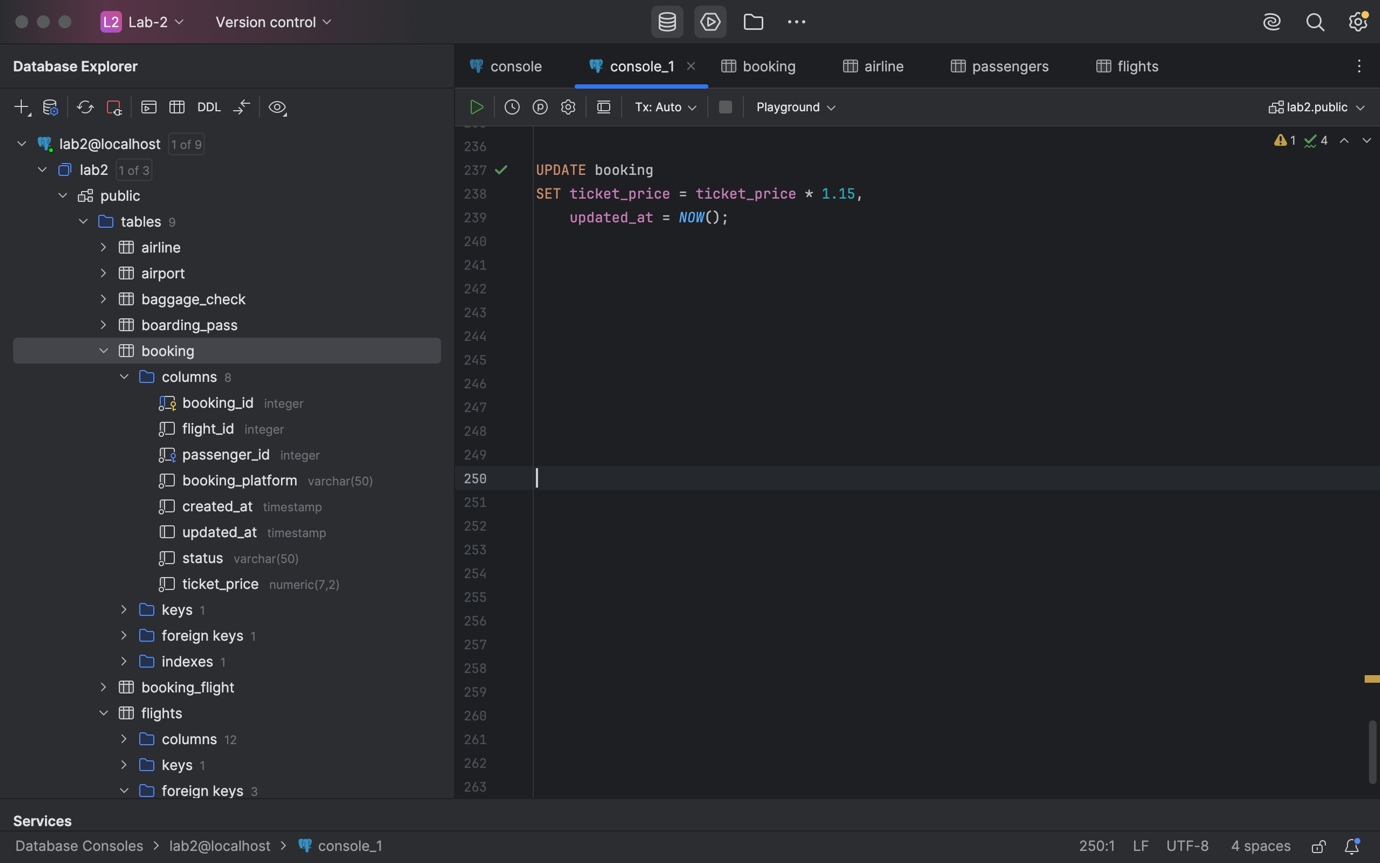 L2 Lab-2
Version control
Database Explorer
console
console_1
booking
airline
passengers
flights
DDL
Tx: Auto
Playground
lab2.public
lab2@localhost 1 of 9
lab2 1 of 3
public
tables 9
airline
airport
baggage_check
boarding_pass
booking
columns 8
booking_id integer
flight_id integer
passenger_id integer
booking_platform varchar(50)
created_at timestamp
updated_at timestamp
status varchar(50)
ticket_price numeric(7,2)
keys 1
foreign keys 1
indexes 1
booking_flight
flights
columns 12
keys 1
foreign keys 3
1 4
236
237 UPDATE booking
238 SET ticket_price = ticket_price * 1.15,
239 updated_at = NOW();
240
241
242
243
244
245
246
247
248
249
250
251
252
253
254
255
256
257
258
259
260
261
262
263
Services
Database Consoles > lab2@localhost > console_1
250:1 LF UTF-8 4 spaces